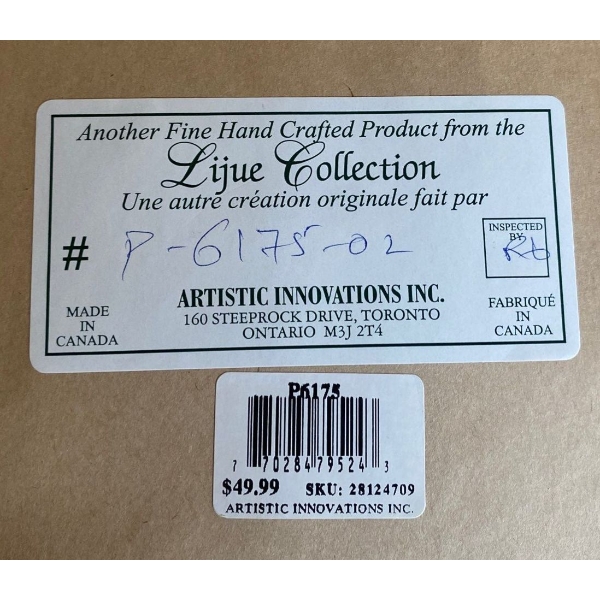 Another Fine Hand Crafted Product from the
Lijue Collection
Une autre création originale fait par
# P-6175-02
INSPECTED
BY
ARTISTIC INNOVATIONS INC.
160 STEEPROCK DRIVE, TORONTO
ONTARIO M3J 2T4
MADE
IN
CANADA
FABRIQUÉ
IN
CANADA
P6175
7 70284 79524 3
$49.99 SKU: 28124709
ARTISTIC INNOVATIONS INC.